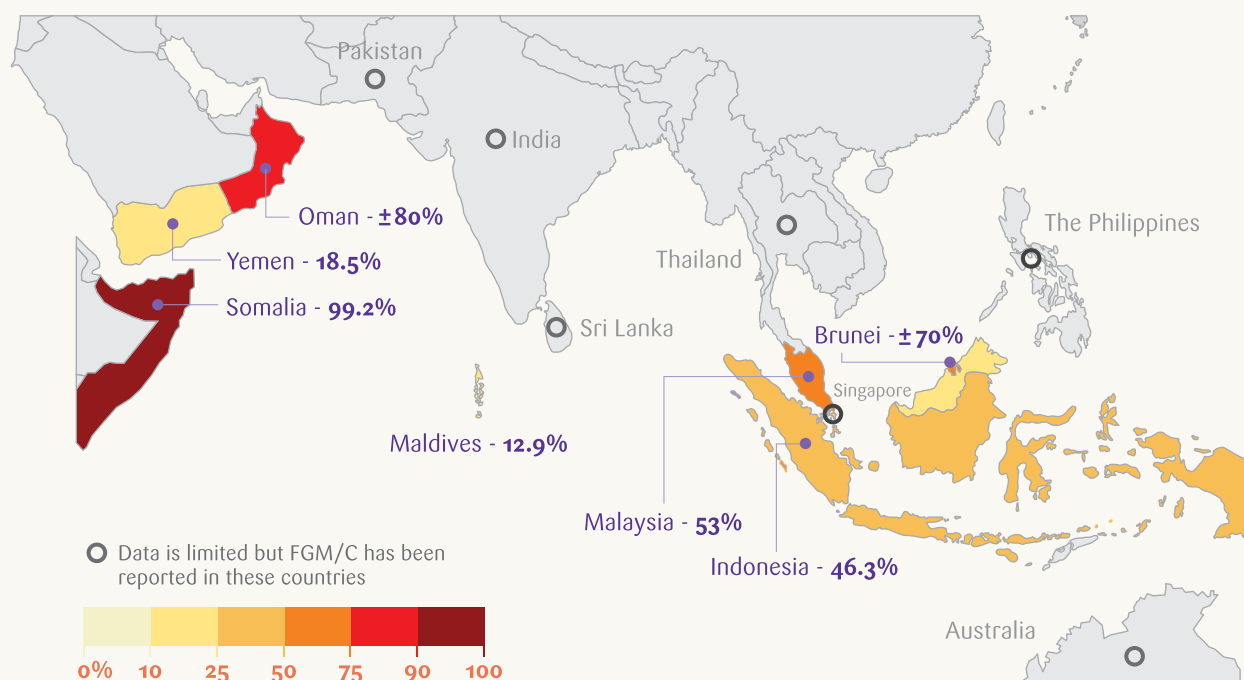 Pakistan
India
Oman - ±80%
The Philippines
Thailand
Yemen - 18.5%
Somalia - 99.2%
Sri Lanka
Brunei - ±70%
Singapore
Maldives - 12.9%
Malaysia - 53%
Indonesia - 46.3%
Data is limited but FGM/C has been
reported in these countries
Australia
0% 10 25 50 75 90 100